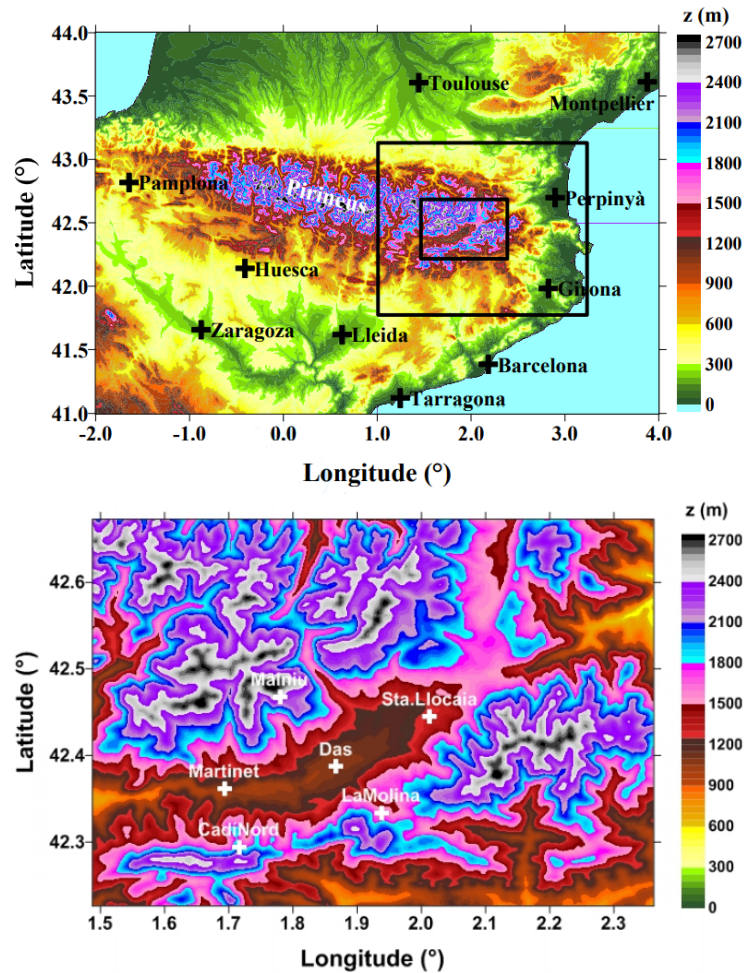 z (m)
44.0
2700
Toulouse
2400
43.5
Montpellier
2100
43.0
1800
Pamplona
Pirineus
Perpinyà
1500
42.5
1200
Huesca
42.0
Girona
900
Zaragoza
Lleida
600
41.5
Barcelona
300
Tarragona
41.0
0
-2.0 -1.0 0.0 1.0 2.0 3.0 4.0
Latitude (°)
Longitude (°)
z (m)
2700
42.6
2400
2100
42.5
Malniu
1800
Sta.Llocaia
1500
42.4
Das
1200
Martinet
LaMolina
900
CadiNord
42.3
600
300
0
1.5 1.6 1.7 1.8 1.9 2.0 2.1 2.2 2.3
Latitude (°)
Longitude (°)